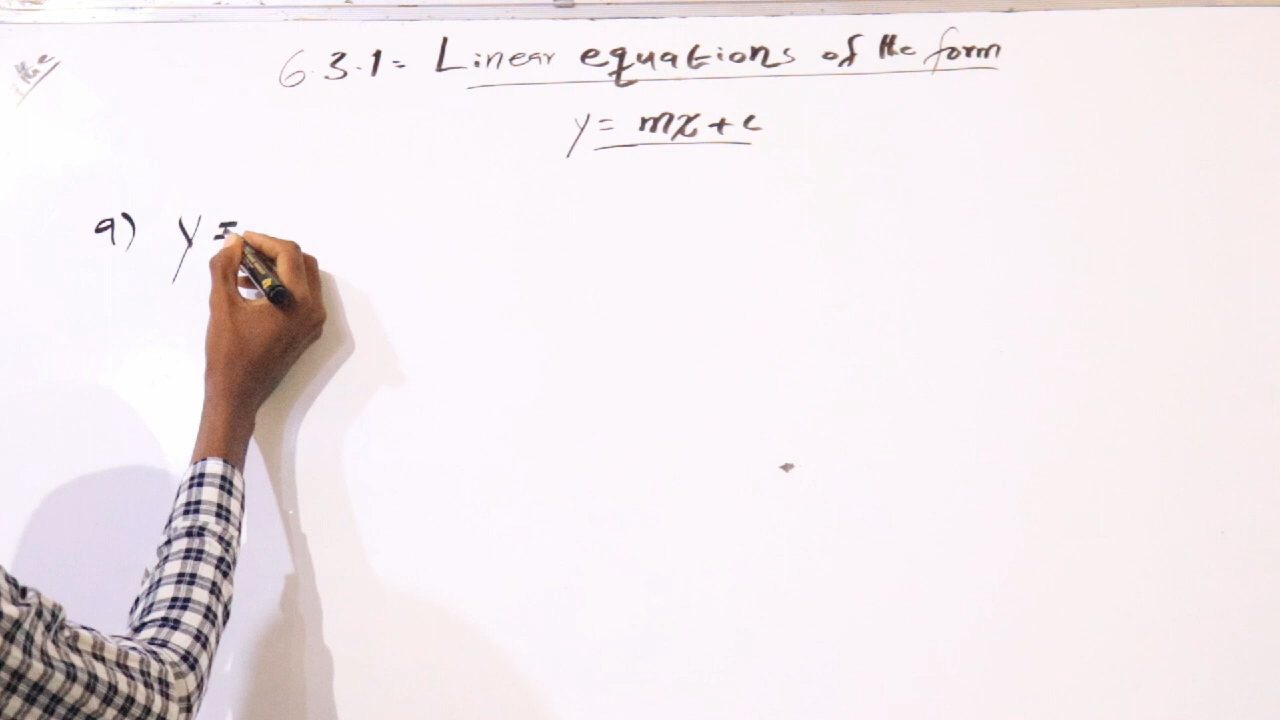 6.3.1= Linear equations of the form
y = mx + c
a) y =